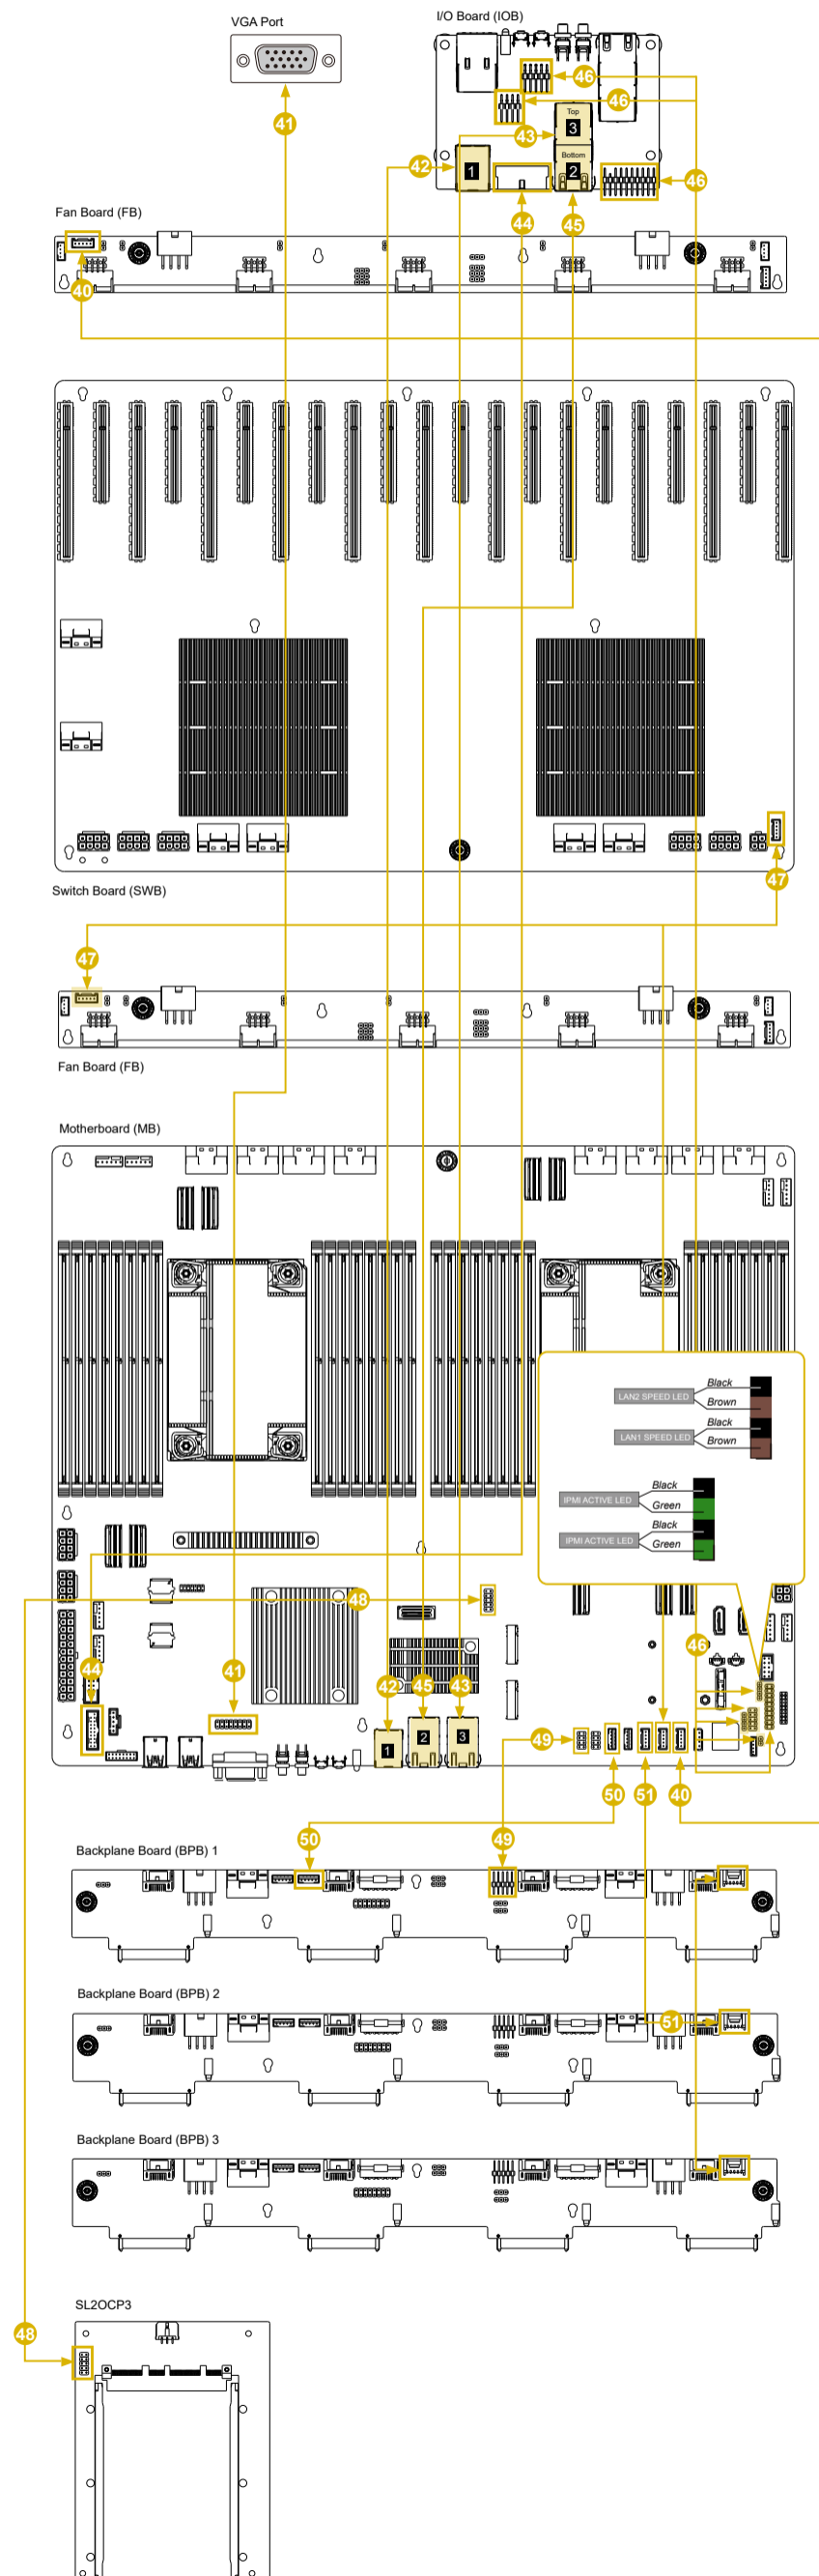 I/O Board (IOB)
VGA Port
46
41
46
Top
3
43
42
Bottom
1
2
46
Fan Board (FB)
44
45
40
47
Switch Board (SWB)
47
Fan Board (FB)
Motherboard (MB)
Black
LAN2 SPEED LED
Brown
Black
LAN1 SPEED LED
Brown
Black
IPMI ACTIVE LED
Green
Black
IPMI ACTIVE LED
Green
48
46
44
41
42
45
43
1
2
3
49
50
51
40
50
49
Backplane Board (BPB) 1
Backplane Board (BPB) 2
51
Backplane Board (BPB) 3
SL2OCP3
48